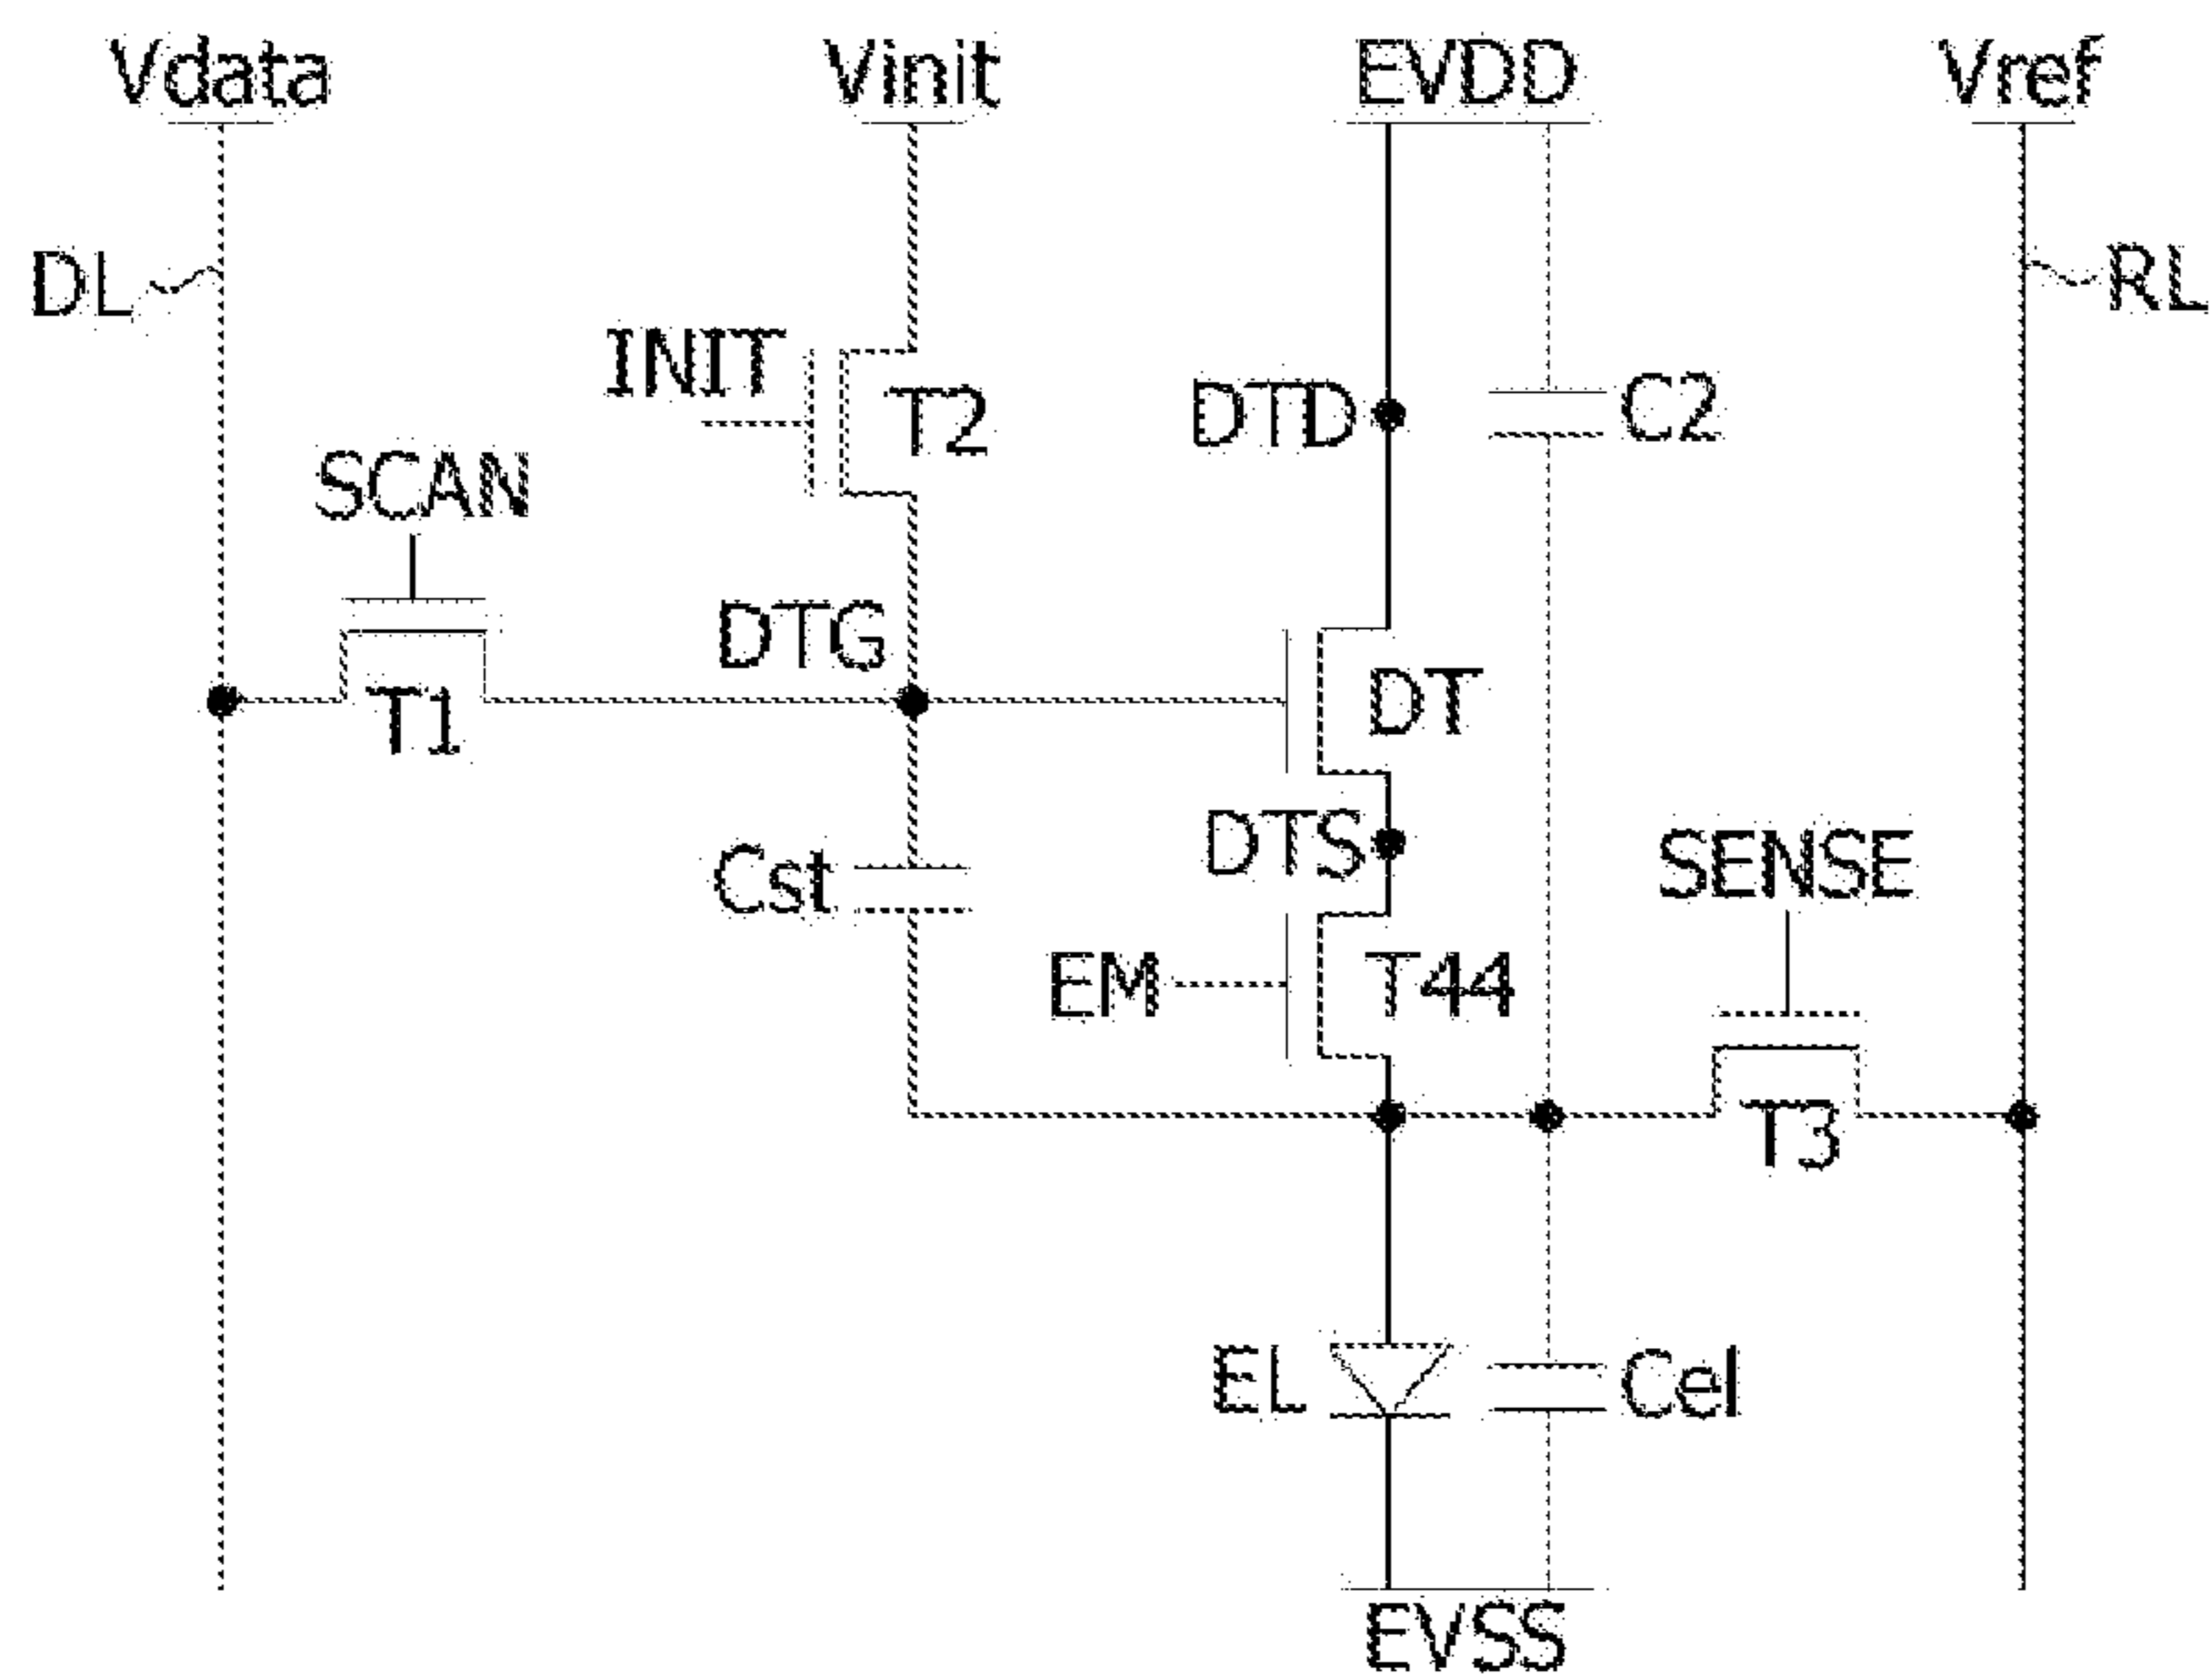 Vdata Vinit EVDD Vref
DL RL
INIT
T2 DTD C2
SCAN
DTG
T1 DT
DTS
Cst SENSE
EM T44
T3
EL Cel
EVSS